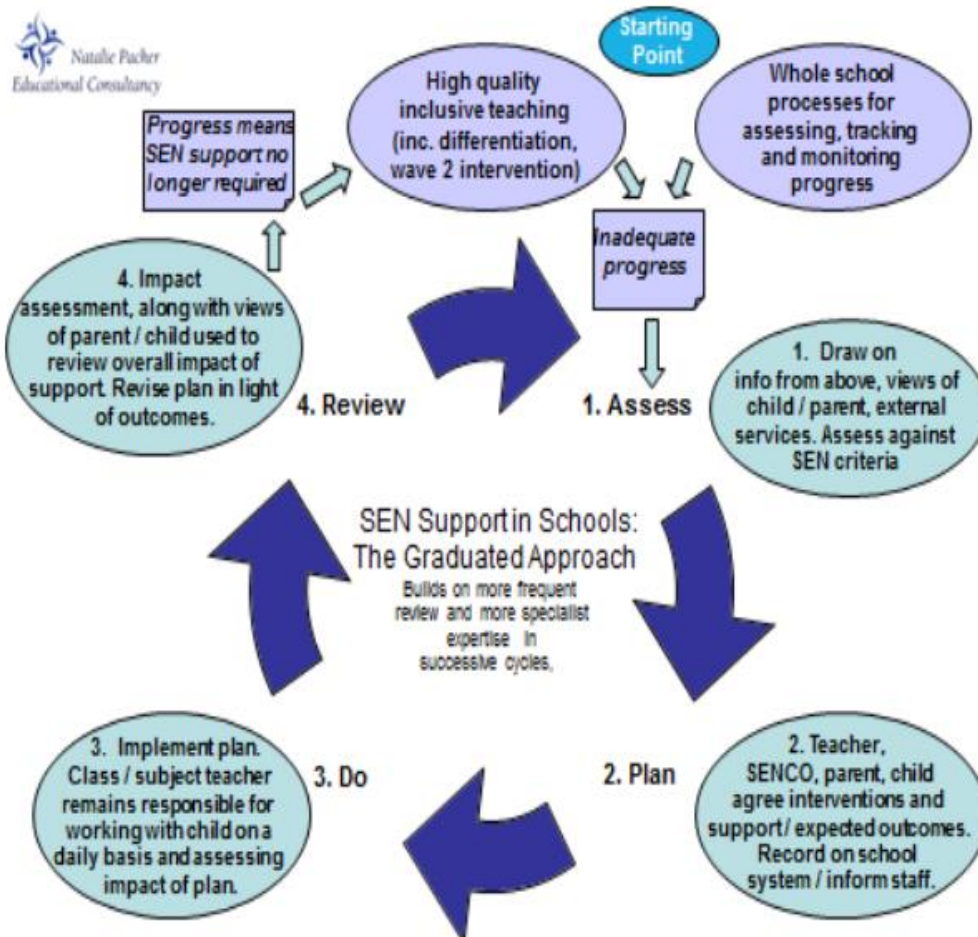 Natalie Packer
Educational Consultancy
Starting
Point
High quality
inclusive teaching
(inc. differentiation,
wave 2 intervention)
Whole school
processes for
assessing, tracking
and monitoring
progress
Progress means
SEN support no
longer required
Inadequate
progress
4. Impact
assessment, along with views
of parent / child used to
review overall impact of
support. Revise plan in light
of outcomes.
4. Review
1. Assess
1. Draw on
info from above, views of
child / parent, external
services. Assess against
SEN criteria
SEN Support in Schools:
The Graduated Approach
Builds on more frequent
review and more specialist
expertise in
successive cycles,
3. Implement plan.
Class / subject teacher
remains responsible for
working with child on a
daily basis and assessing
impact of plan.
3. Do
2. Plan
2. Teacher,
SENCO, parent, child
agree interventions and
support / expected outcomes.
Record on school
system / inform staff.